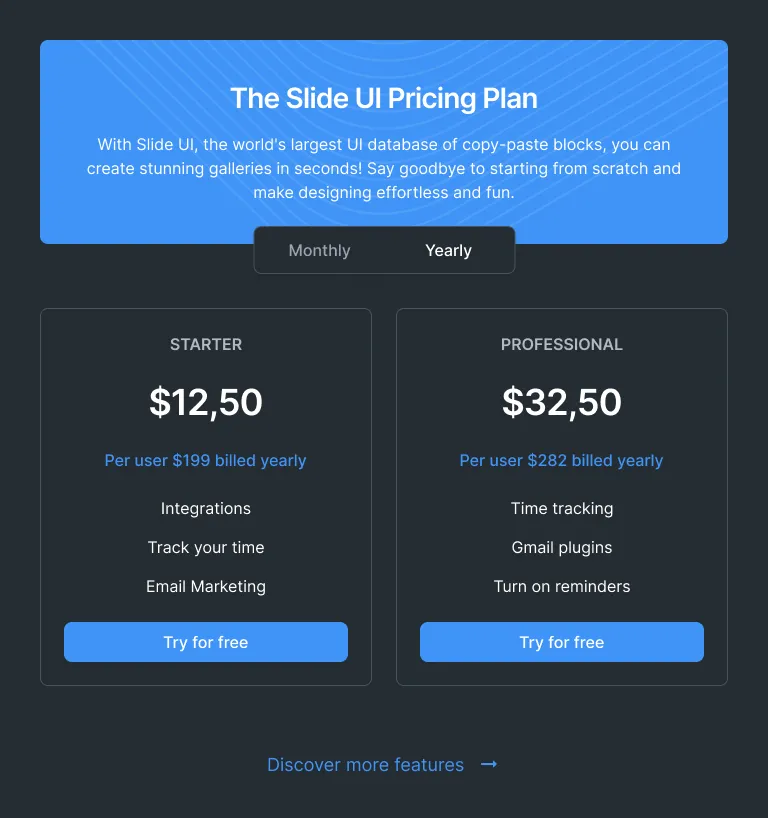 The Slide UI Pricing Plan
With Slide UI, the world's largest UI database of copy-paste blocks, you can
create stunning galleries in seconds! Say goodbye to starting from scratch and
make designing effortless and fun.
Monthly
Yearly
STARTER
$12,50
Per user $199 billed yearly
Integrations
Track your time
Email Marketing
Try for free
PROFESSIONAL
$32,50
Per user $282 billed yearly
Time tracking
Gmail plugins
Turn on reminders
Try for free
Discover more features →